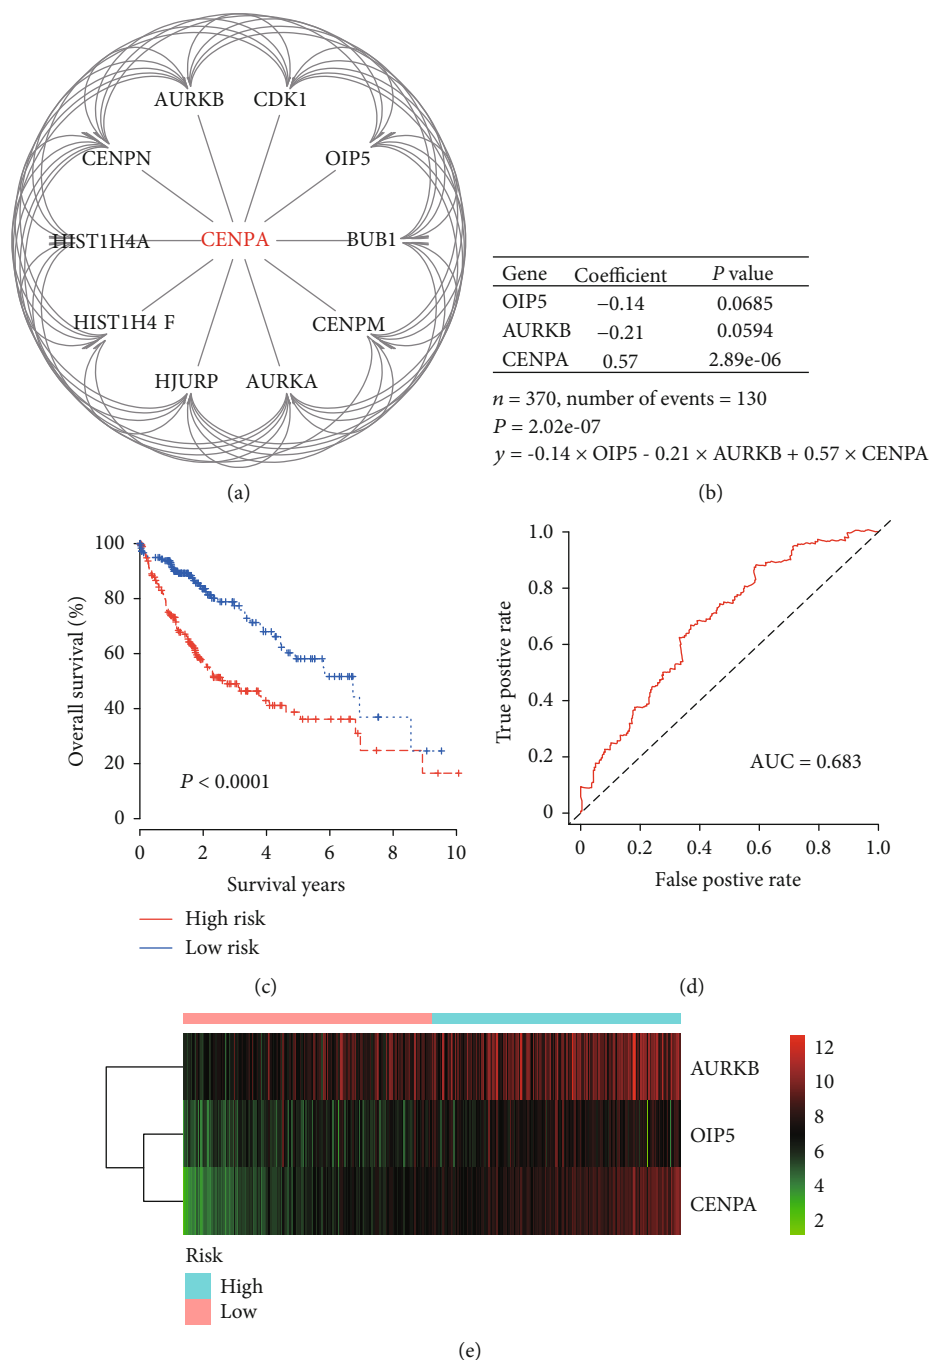 AURKB CDK1
CENPN OIP5
HIST1H4A CENPA BUB1
HIST1H4 F CENPM
HJURP AURKA
(a)
Gene Coefficient P value
OIP5 −0.14 0.0685
AURKB −0.21 0.0594
CENPA 0.57 2.89e-06
n = 370, number of events = 130
P = 2.02e-07
y = -0.14 × OIP5 - 0.21 × AURKB + 0.57 × CENPA
(b)
Overall survival (%)
100
80
60
40
20
0
P < 0.0001
0 2 4 6 8 10
Survival years
High risk
Low risk
(c)
True postive rate
1.0
0.8
0.6
0.4
0.2
0
AUC = 0.683
0 0.2 0.4 0.6 0.8 1.0
False postive rate
(d)
AURKB
OIP5
CENPA
12
10
8
6
4
2
Risk
High
Low
(e)